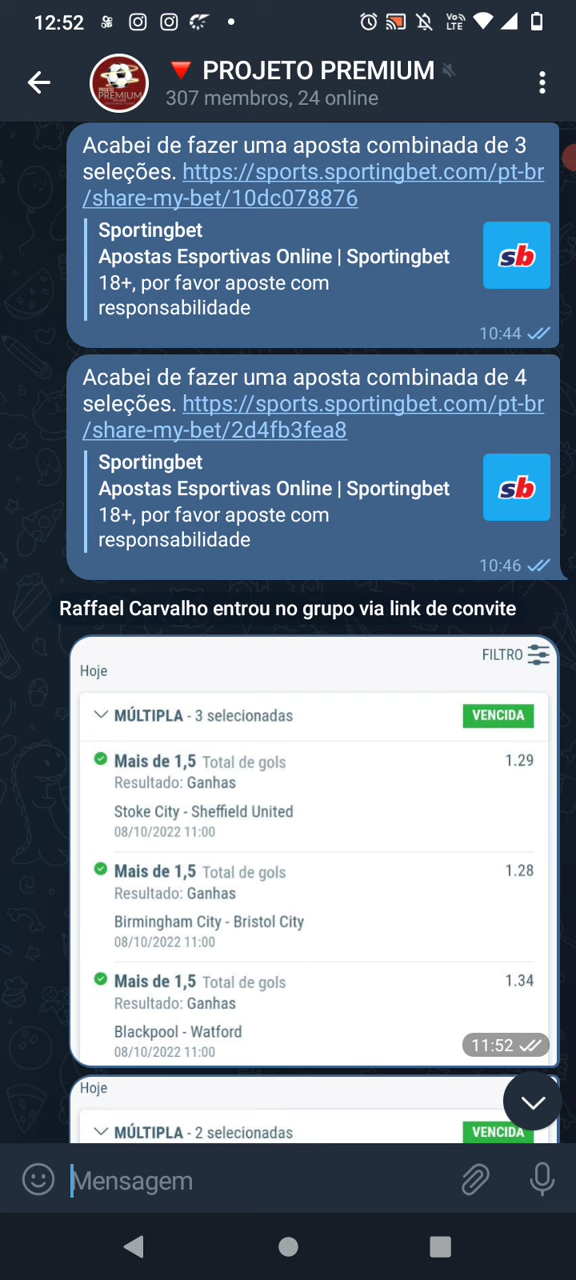 12:52
Vo)) LTE
PROJETO PREMIUM
307 membros, 24 online
PROJETO
PREMIUM
Acabei de fazer uma aposta combinada de 3
seleções. https://sports.sportingbet.com/pt-br
/share-my-bet/10dc078876
Sportingbet
Apostas Esportivas Online | Sportingbet
18+, por favor aposte com
responsabilidade
sb
10:44
Acabei de fazer uma aposta combinada de 4
seleções. https://sports.sportingbet.com/pt-br
/share-my-bet/2d4fb3fea8
Sportingbet
Apostas Esportivas Online | Sportingbet
18+, por favor aposte com
responsabilidade
sb
10:46
Raffael Carvalho entrou no grupo via link de convite
FILTRO
Hoje
MÚLTIPLA - 3 selecionadas VENCIDA
Mais de 1,5 Total de gols 1.29
Resultado: Ganhas
Stoke City - Sheffield United
08/10/2022 11:00
Mais de 1,5 Total de gols 1.28
Resultado: Ganhas
Birmingham City - Bristol City
08/10/2022 11:00
Mais de 1,5 Total de gols 1.34
Resultado: Ganhas
Blackpool - Watford
08/10/2022 11:00
11:52
Hoje
MÚLTIPLA - 2 selecionadas VENCIDA
Mensagem